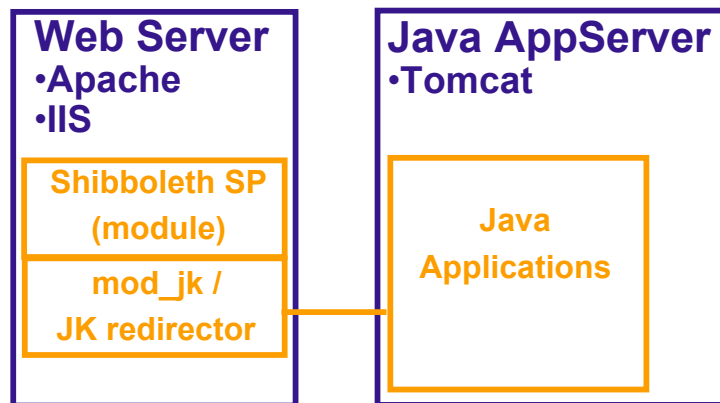 Web Server
•Apache
•IIS
Shibboleth SP
(module)
mod_jk /
JK redirector
Java AppServer
•Tomcat
Java
Applications